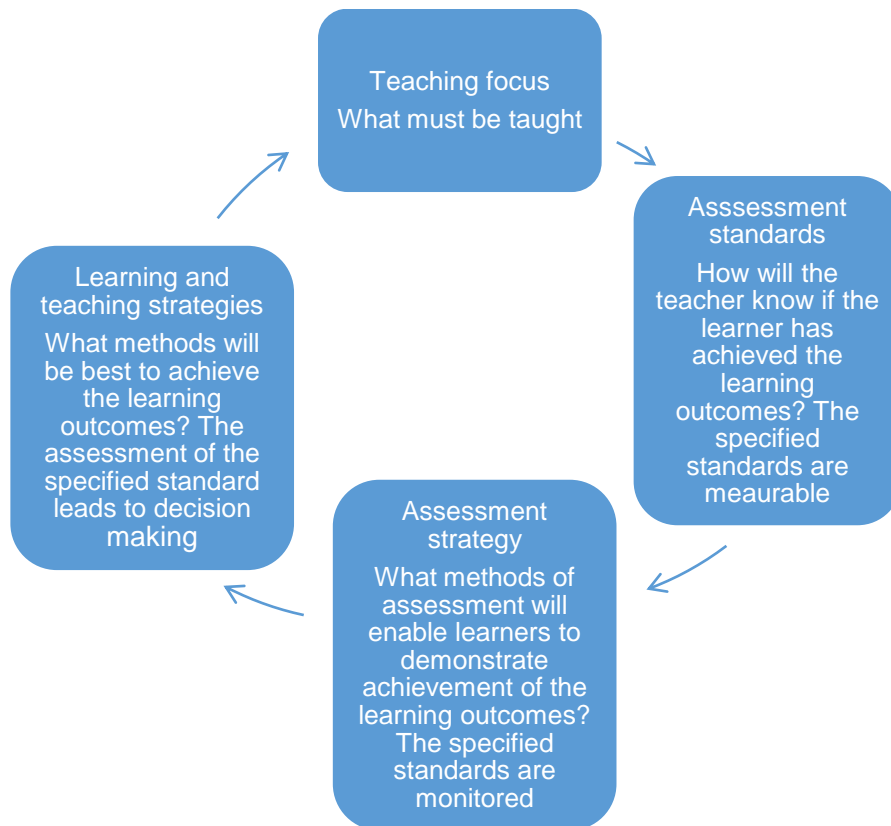 Teaching focus
What must be taught
Asssessment
standards
How will the
teacher know if the
learner has
achieved the
learning
outcomes? The
specified
standards are
meaurable
Assessment
strategy
What methods of
assessment will
enable learners to
demonstrate
achievement of the
learning outcomes?
The specified
standards are
monitored
Learning and
teaching strategies
What methods will
be best to achieve
the learning
outcomes? The
assessment of the
specified standard
leads to decision
making